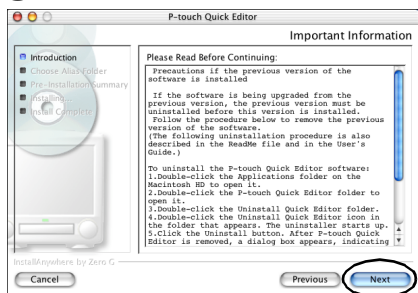 P-touch Quick Editor
Important Information
Introduction
Choose Alias Folder
Pre-Installation Summary
Installing...
Install Complete
Please Read Before Continuing:
Precautions if the previous version of the
software is installed
If the software is being upgraded from the
previous version, the previous version must be
uninstalled before this version is installed.
Follow the procedure below to remove the previous
version of the software.
(The following uninstallation procedure is also
described in the ReadMe file and in the User's
Guide.)
To uninstall the P-touch Quick Editor software:
1.Double-click the Applications folder on the
Macintosh HD to open it.
2.Double-click the P-touch Quick Editor folder to
open it.
3.Double-click the Uninstall Quick Editor folder.
4.Double-click the Uninstall Quick Editor icon in
the folder that appears. The uninstaller starts up.
5.Click the Uninstall button. After P-touch Quick
Editor is removed, a dialog box appears, indicating
InstallAnywhere by Zero G
Cancel
Previous
Next